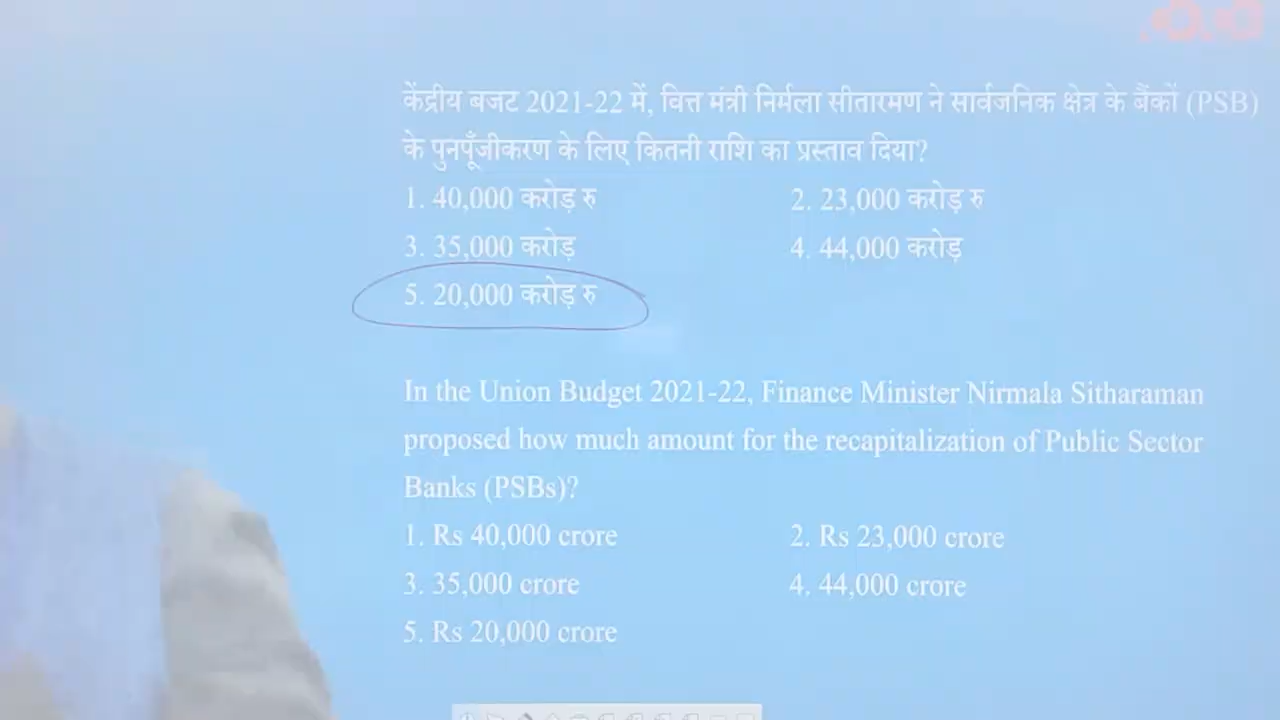 केंद्रीय बजट 2021-22 में, वित्त मंत्री निर्मला सीतारमण ने सार्वजनिक क्षेत्र के बैंकों (PSB)
के पुनपूँजीकरण के लिए कितनी राशि का प्रस्ताव दिया?
1. 40,000 करोड़ रु 2. 23,000 करोड़ रु
3. 35,000 करोड़ 4. 44,000 करोड़
5. 20,000 करोड़ रु
In the Union Budget 2021-22, Finance Minister Nirmala Sitharaman
proposed how much amount for the recapitalization of Public Sector
Banks (PSBs)?
1. Rs 40,000 crore 2. Rs 23,000 crore
3. 35,000 crore 4. 44,000 crore
5. Rs 20,000 crore